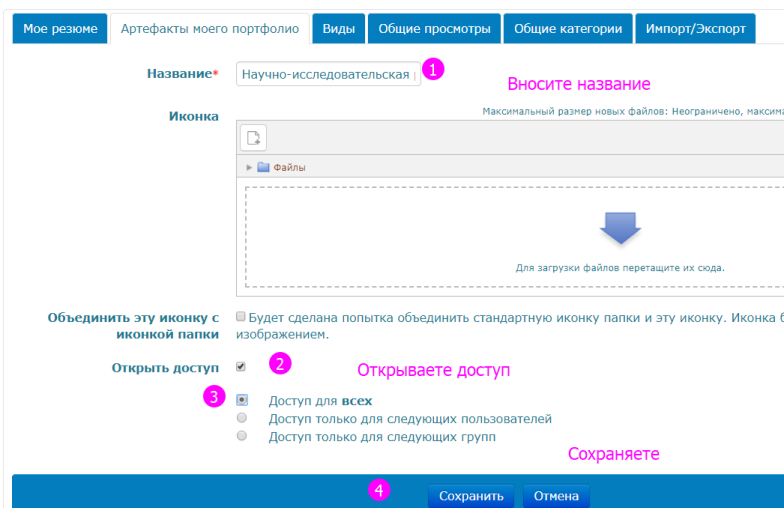 Мое резюме Артефакты моего портфолио Виды Общие просмотры Общие категории Импорт/Экспорт
Название* Научно-исследовательская 1
Вносите название
Иконка Максимальный размер новых файлов: Неограничено,
Файлы
Для загрузки файлов перетащите их сюда.
Объединить эту иконку с Будет сделана попытка объединить стандартную иконку папки и эту иконку. Иконка
иконкой папки изображением.
Открыть доступ 2 Открываете доступ
3 Доступ для всех
Доступ только для следующих пользователей
Доступ только для следующих групп
Сохраняете
4 Сохранить Отмена